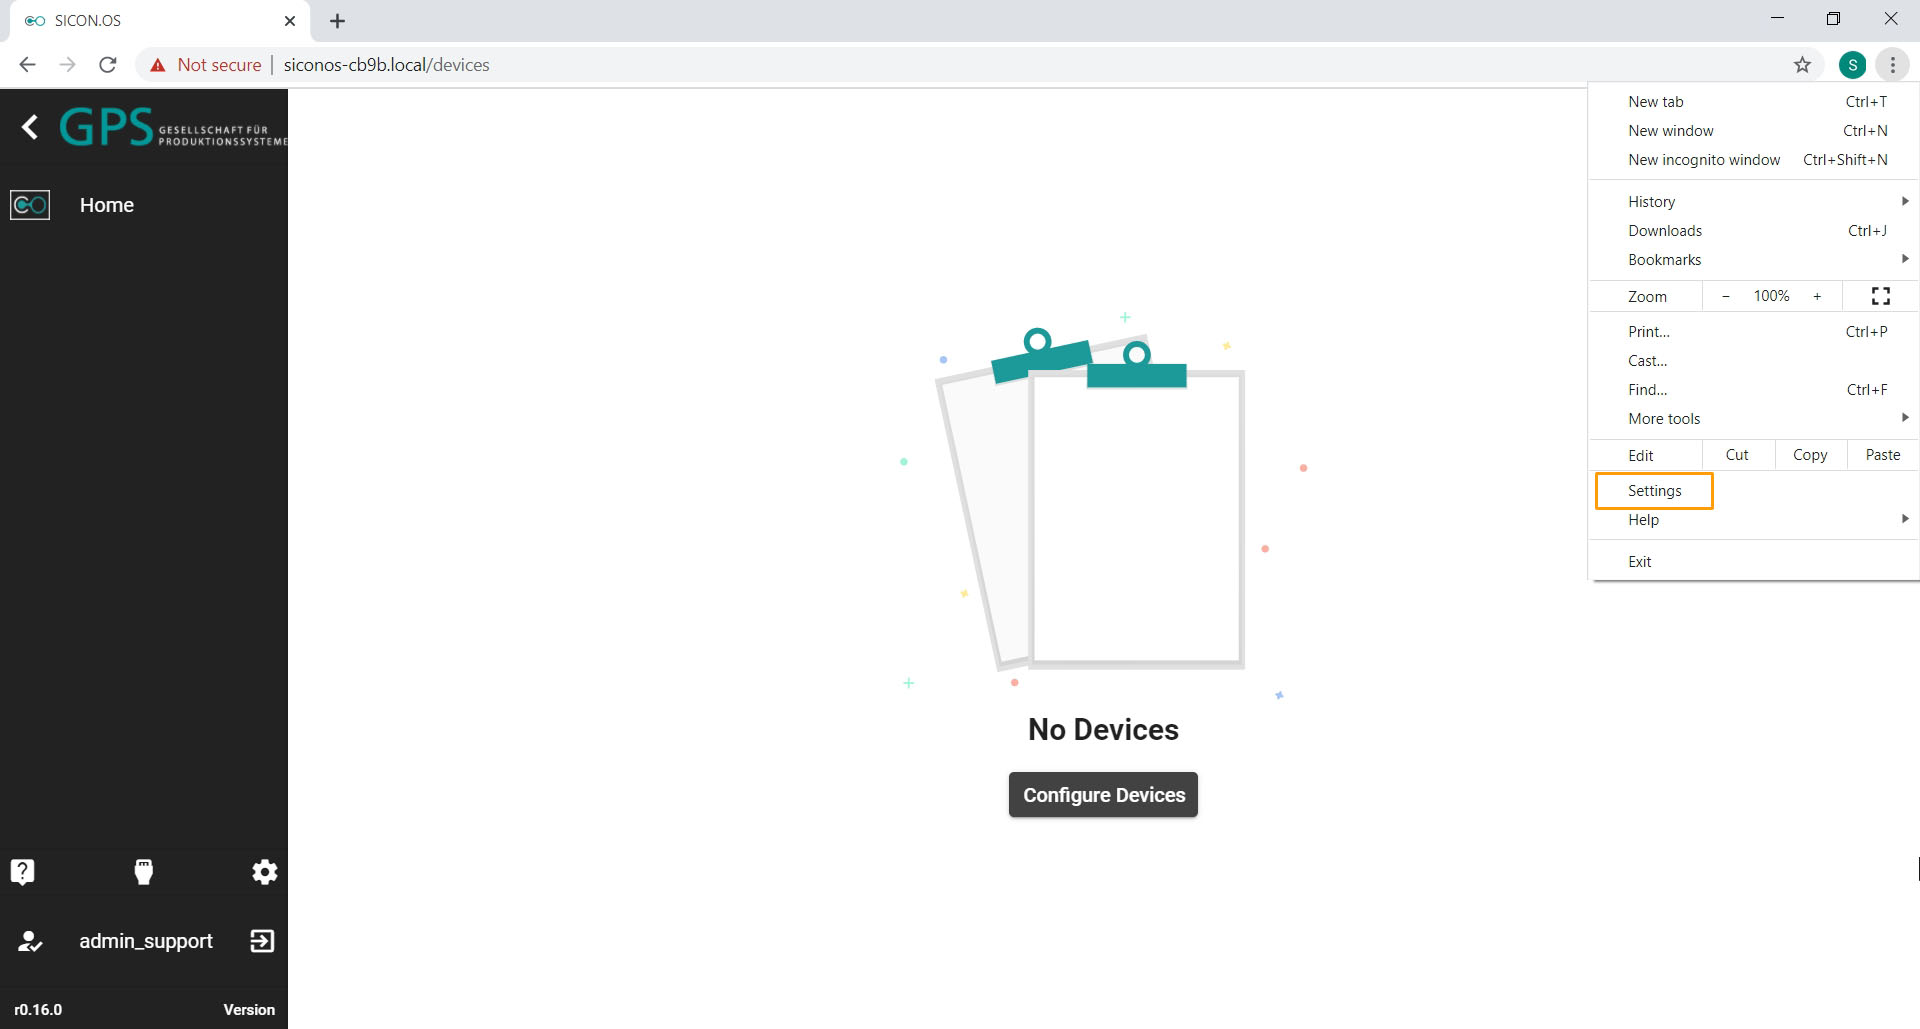 SICON.OS
Not secure siconos-cb9b.local/devices
S
GPS GESELLSCHAFT FÜR
PRODUKTIONSSYSTEME
Home
New tab Ctrl+T
New window Ctrl+N
New incognito window Ctrl+Shift+N
History
Downloads Ctrl+J
Bookmarks
Zoom - 100% +
Print... Ctrl+P
Cast...
Find... Ctrl+F
More tools
Edit Cut Copy Paste
Settings
Help
Exit
No Devices
Configure Devices
admin_support
r0.16.0 Version